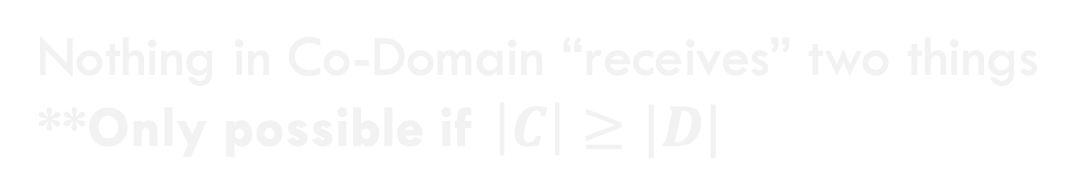 Nothing in Co-Domain “receives” two things
**Only possible if |C| ≥ |D|